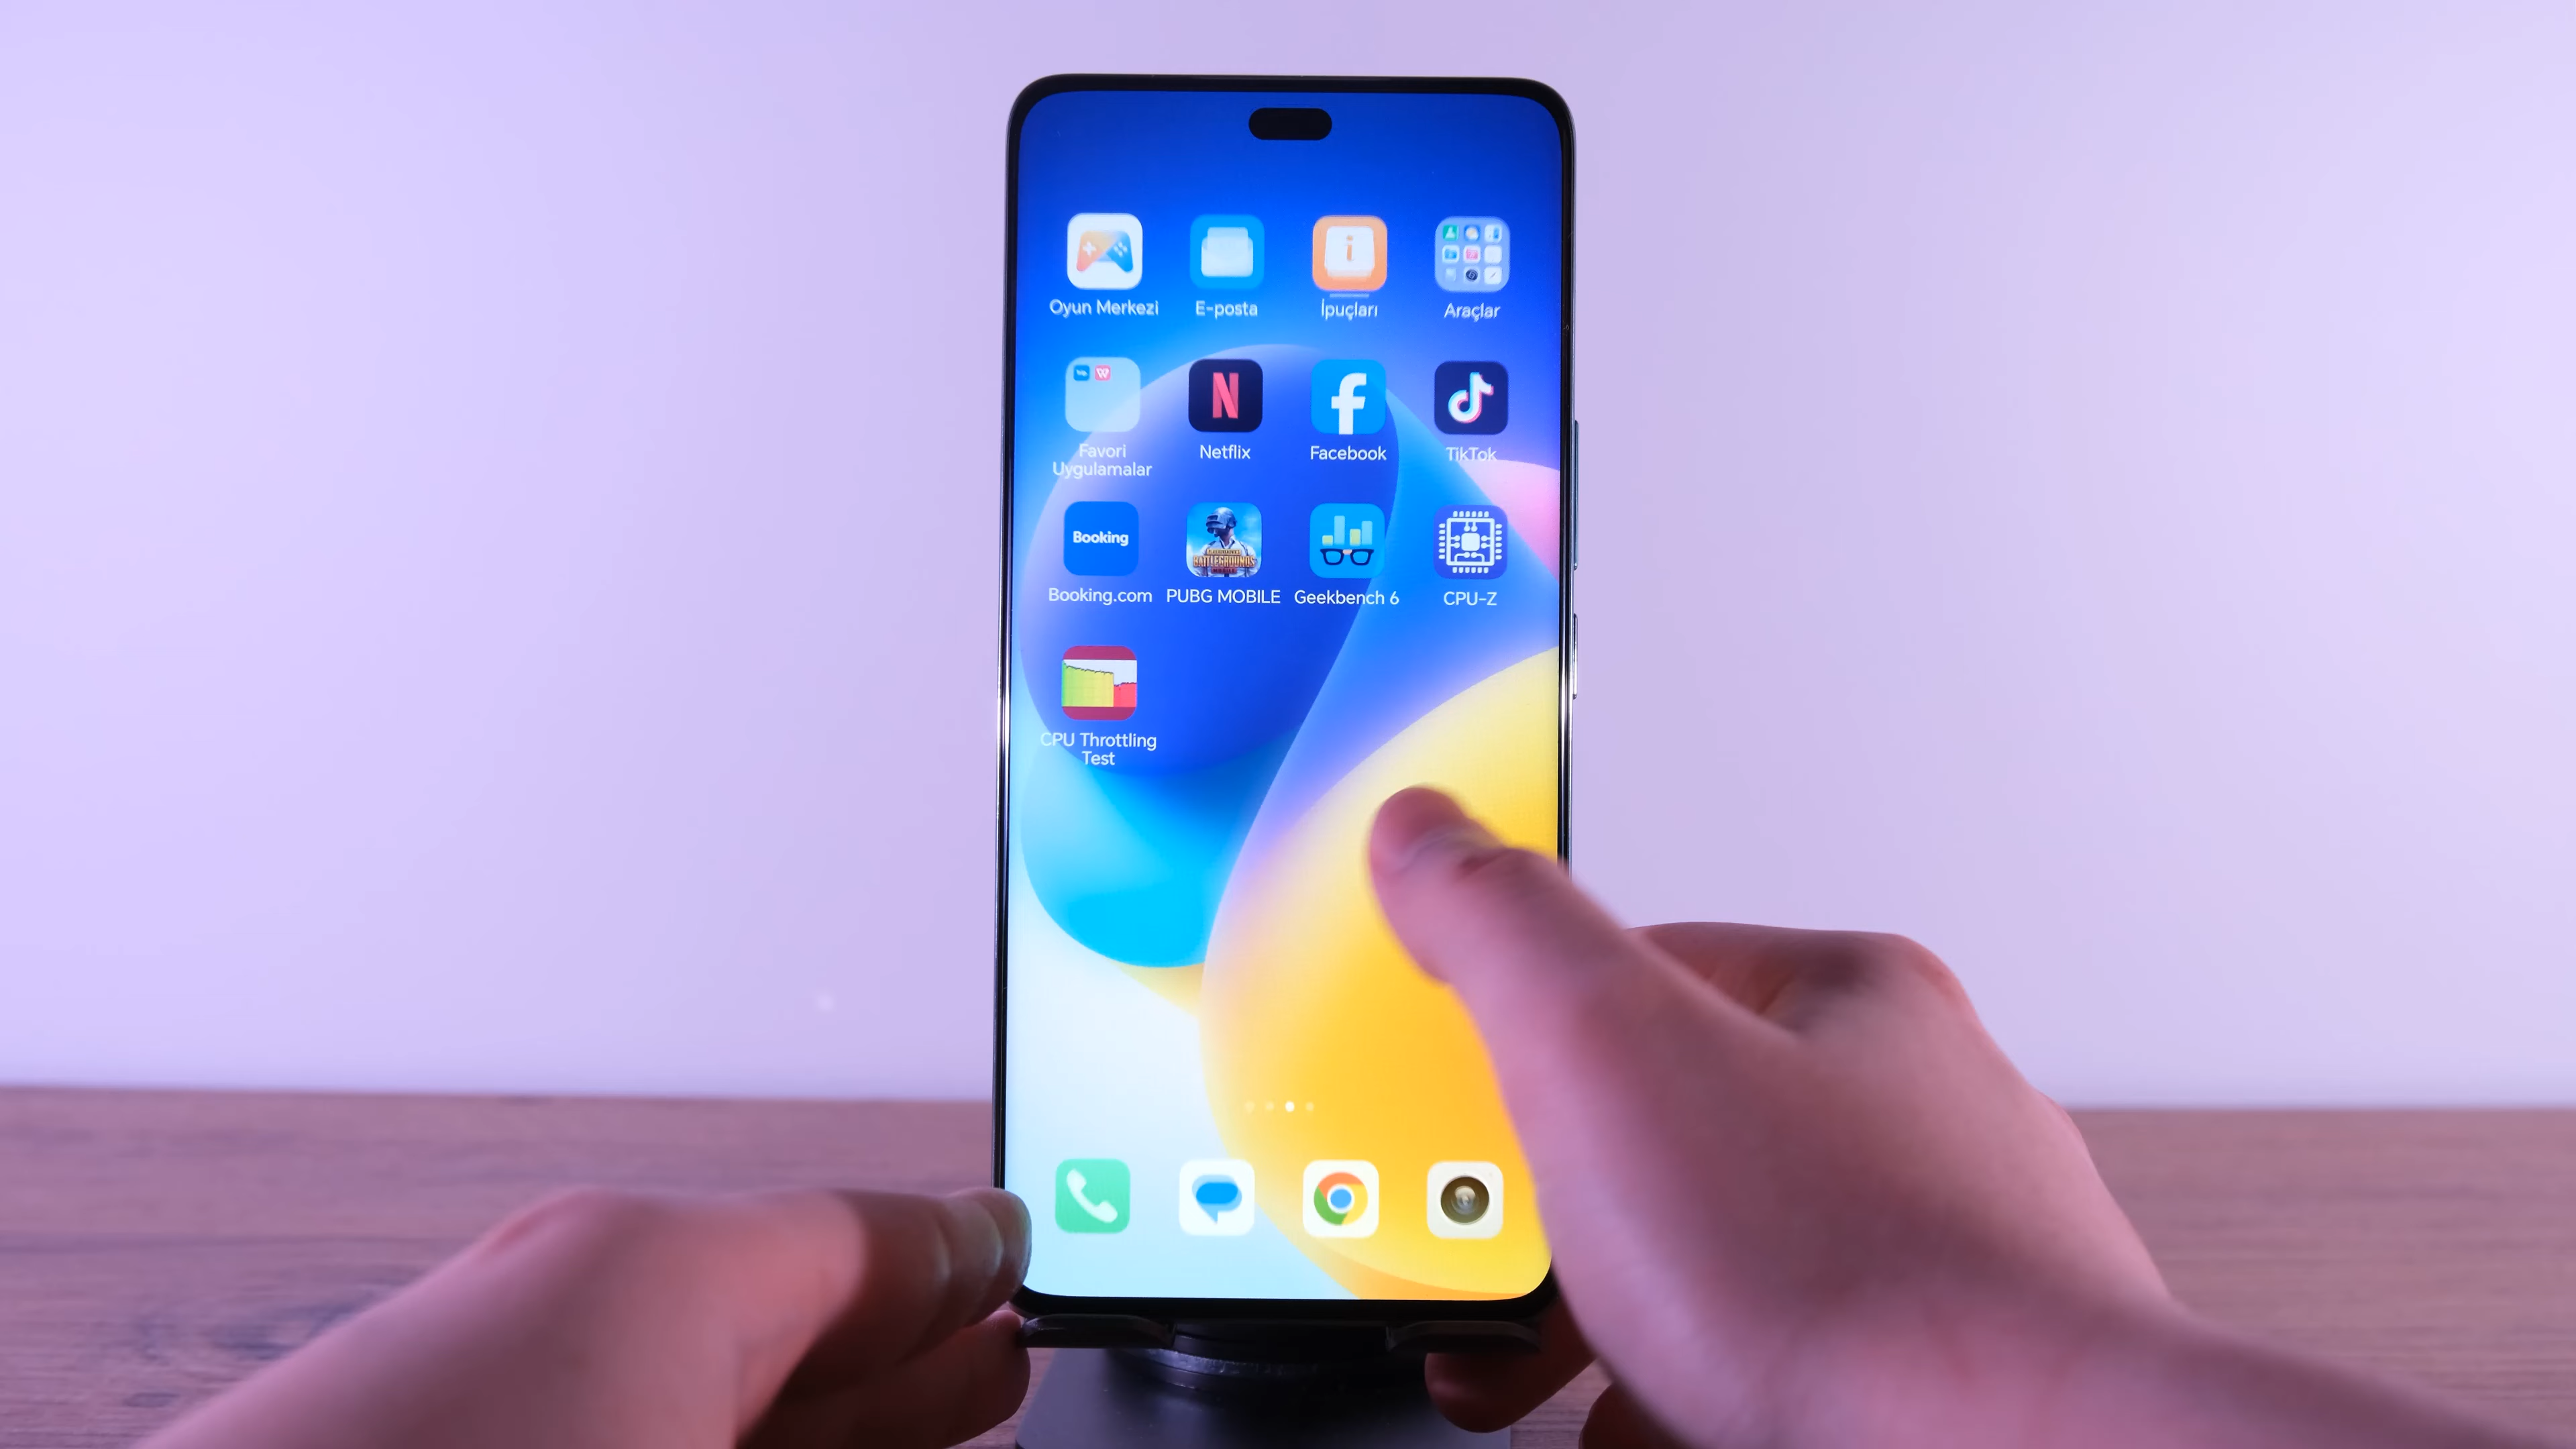 Oyun Merkezi
E-posta
İpuçları
Araçlar
Favori
Uygulamalar
Netflix
Facebook
TikTok
Booking
Booking.com
BATTLEGROUNDS
PUBG MOBILE
Geekbench 6
CPU-Z
CPU Throttling
Test